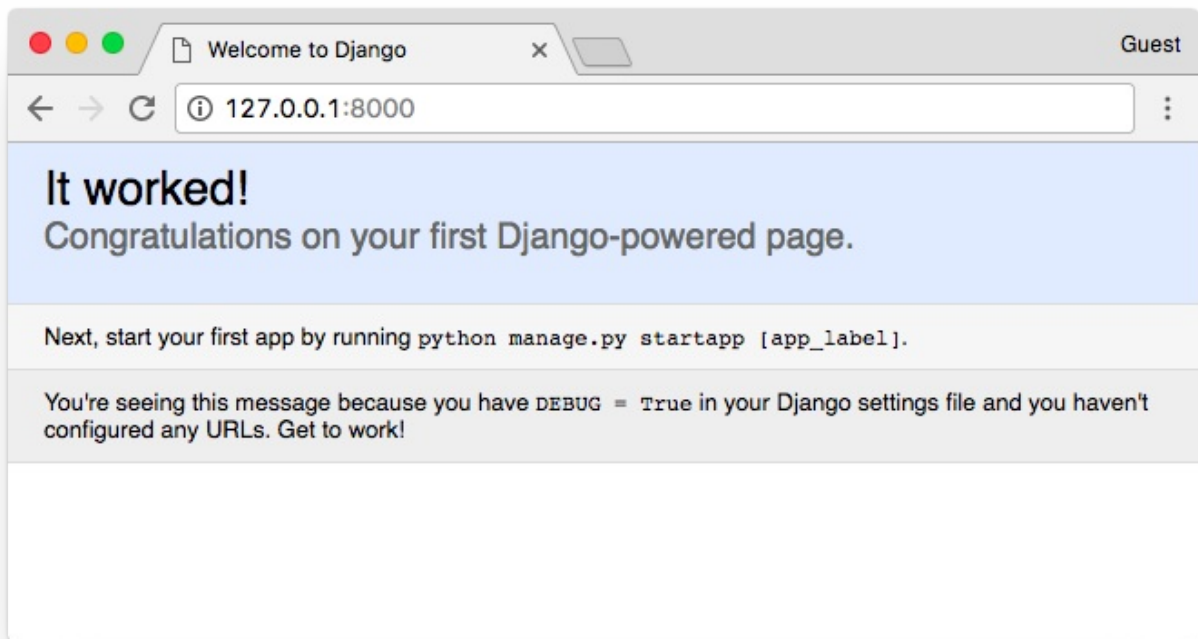 Welcome to Django
Guest
127.0.0.1:8000
It worked!
Congratulations on your first Django-powered page.
Next, start your first app by running python manage.py startapp [app_label].
You're seeing this message because you have DEBUG = True in your Django settings file and you haven't
configured any URLs. Get to work!